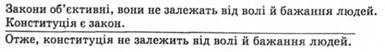 Закони об'єктивні, вони не залежать від волі й бажання людей.
Конституція є закон.
Отже, конституція не залежить від волі й бажання людей.